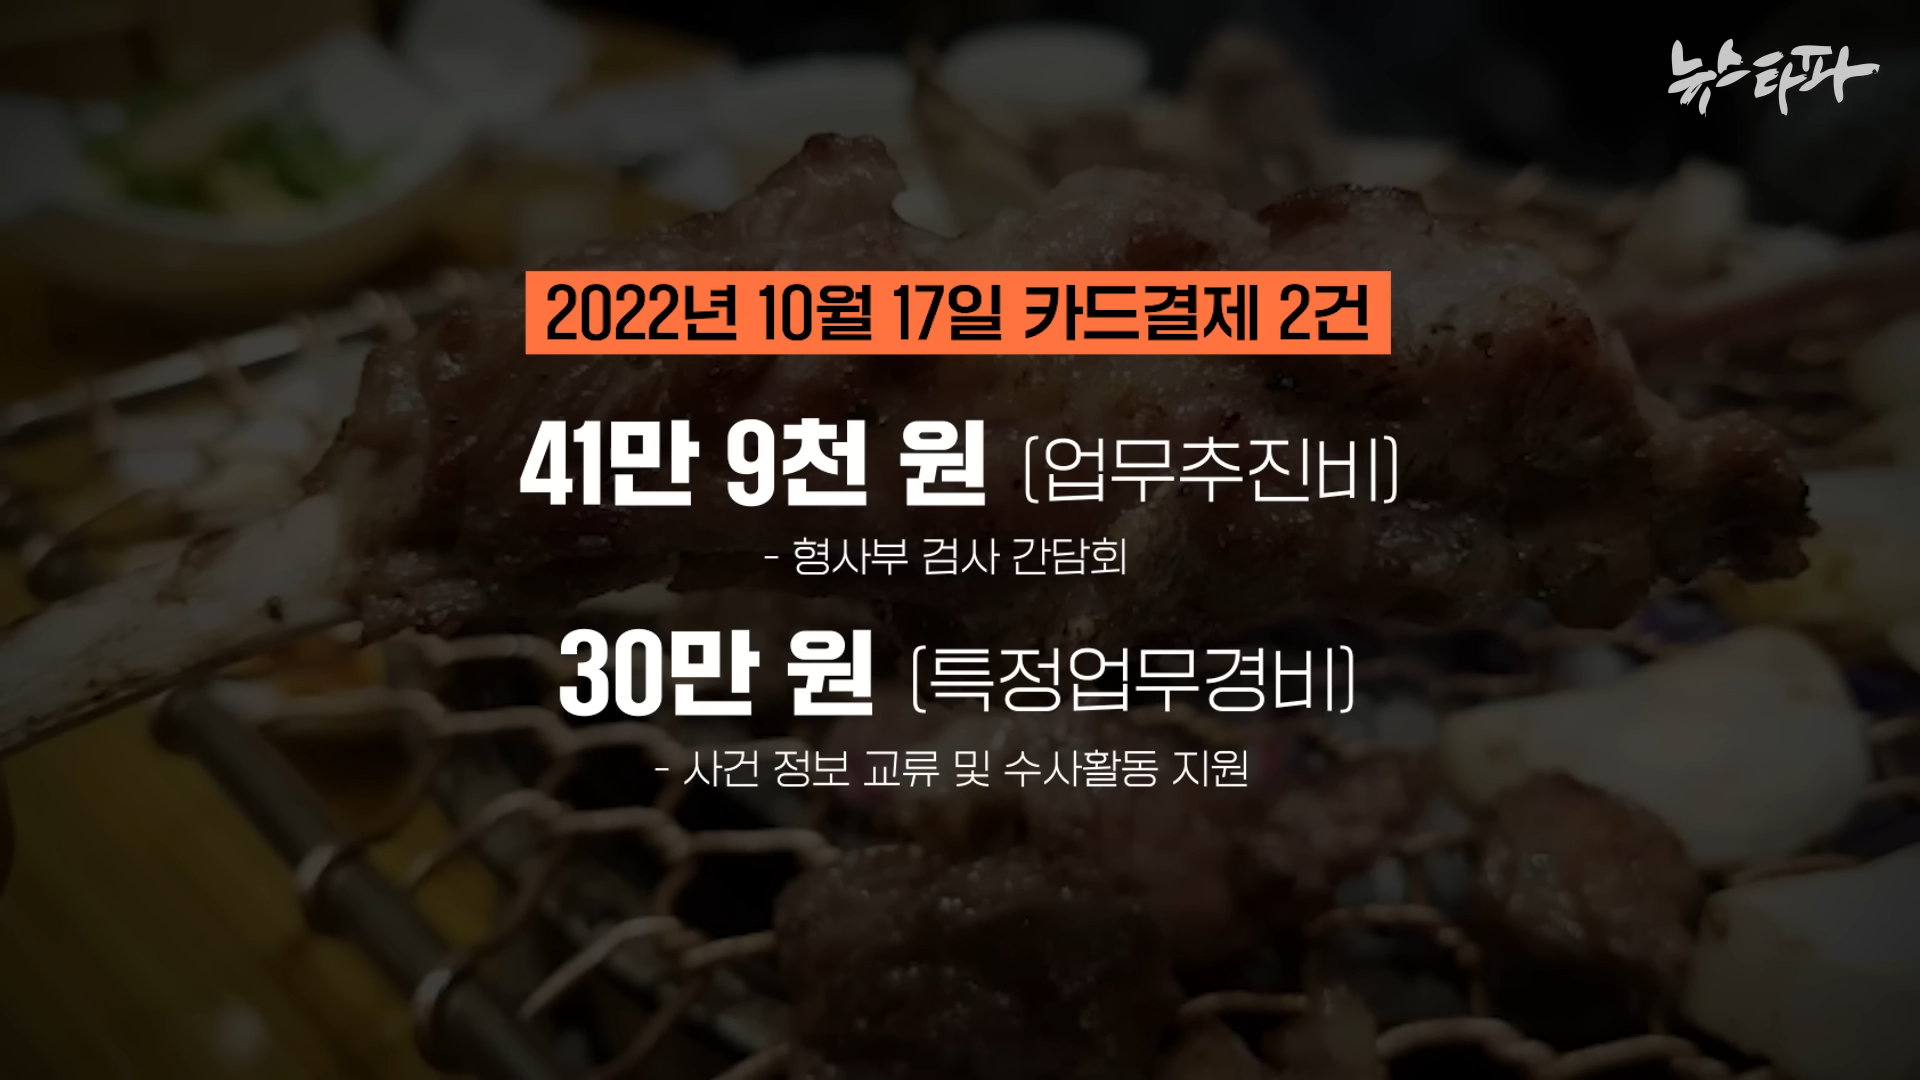 뉴스타파
2022년 10월 17일 카드결제 2건
41만 9천 원 (업무추진비)
- 형사부 검사 간담회
30만 원 (특정업무경비)
- 사건 정보 교류 및 수사활동 지원